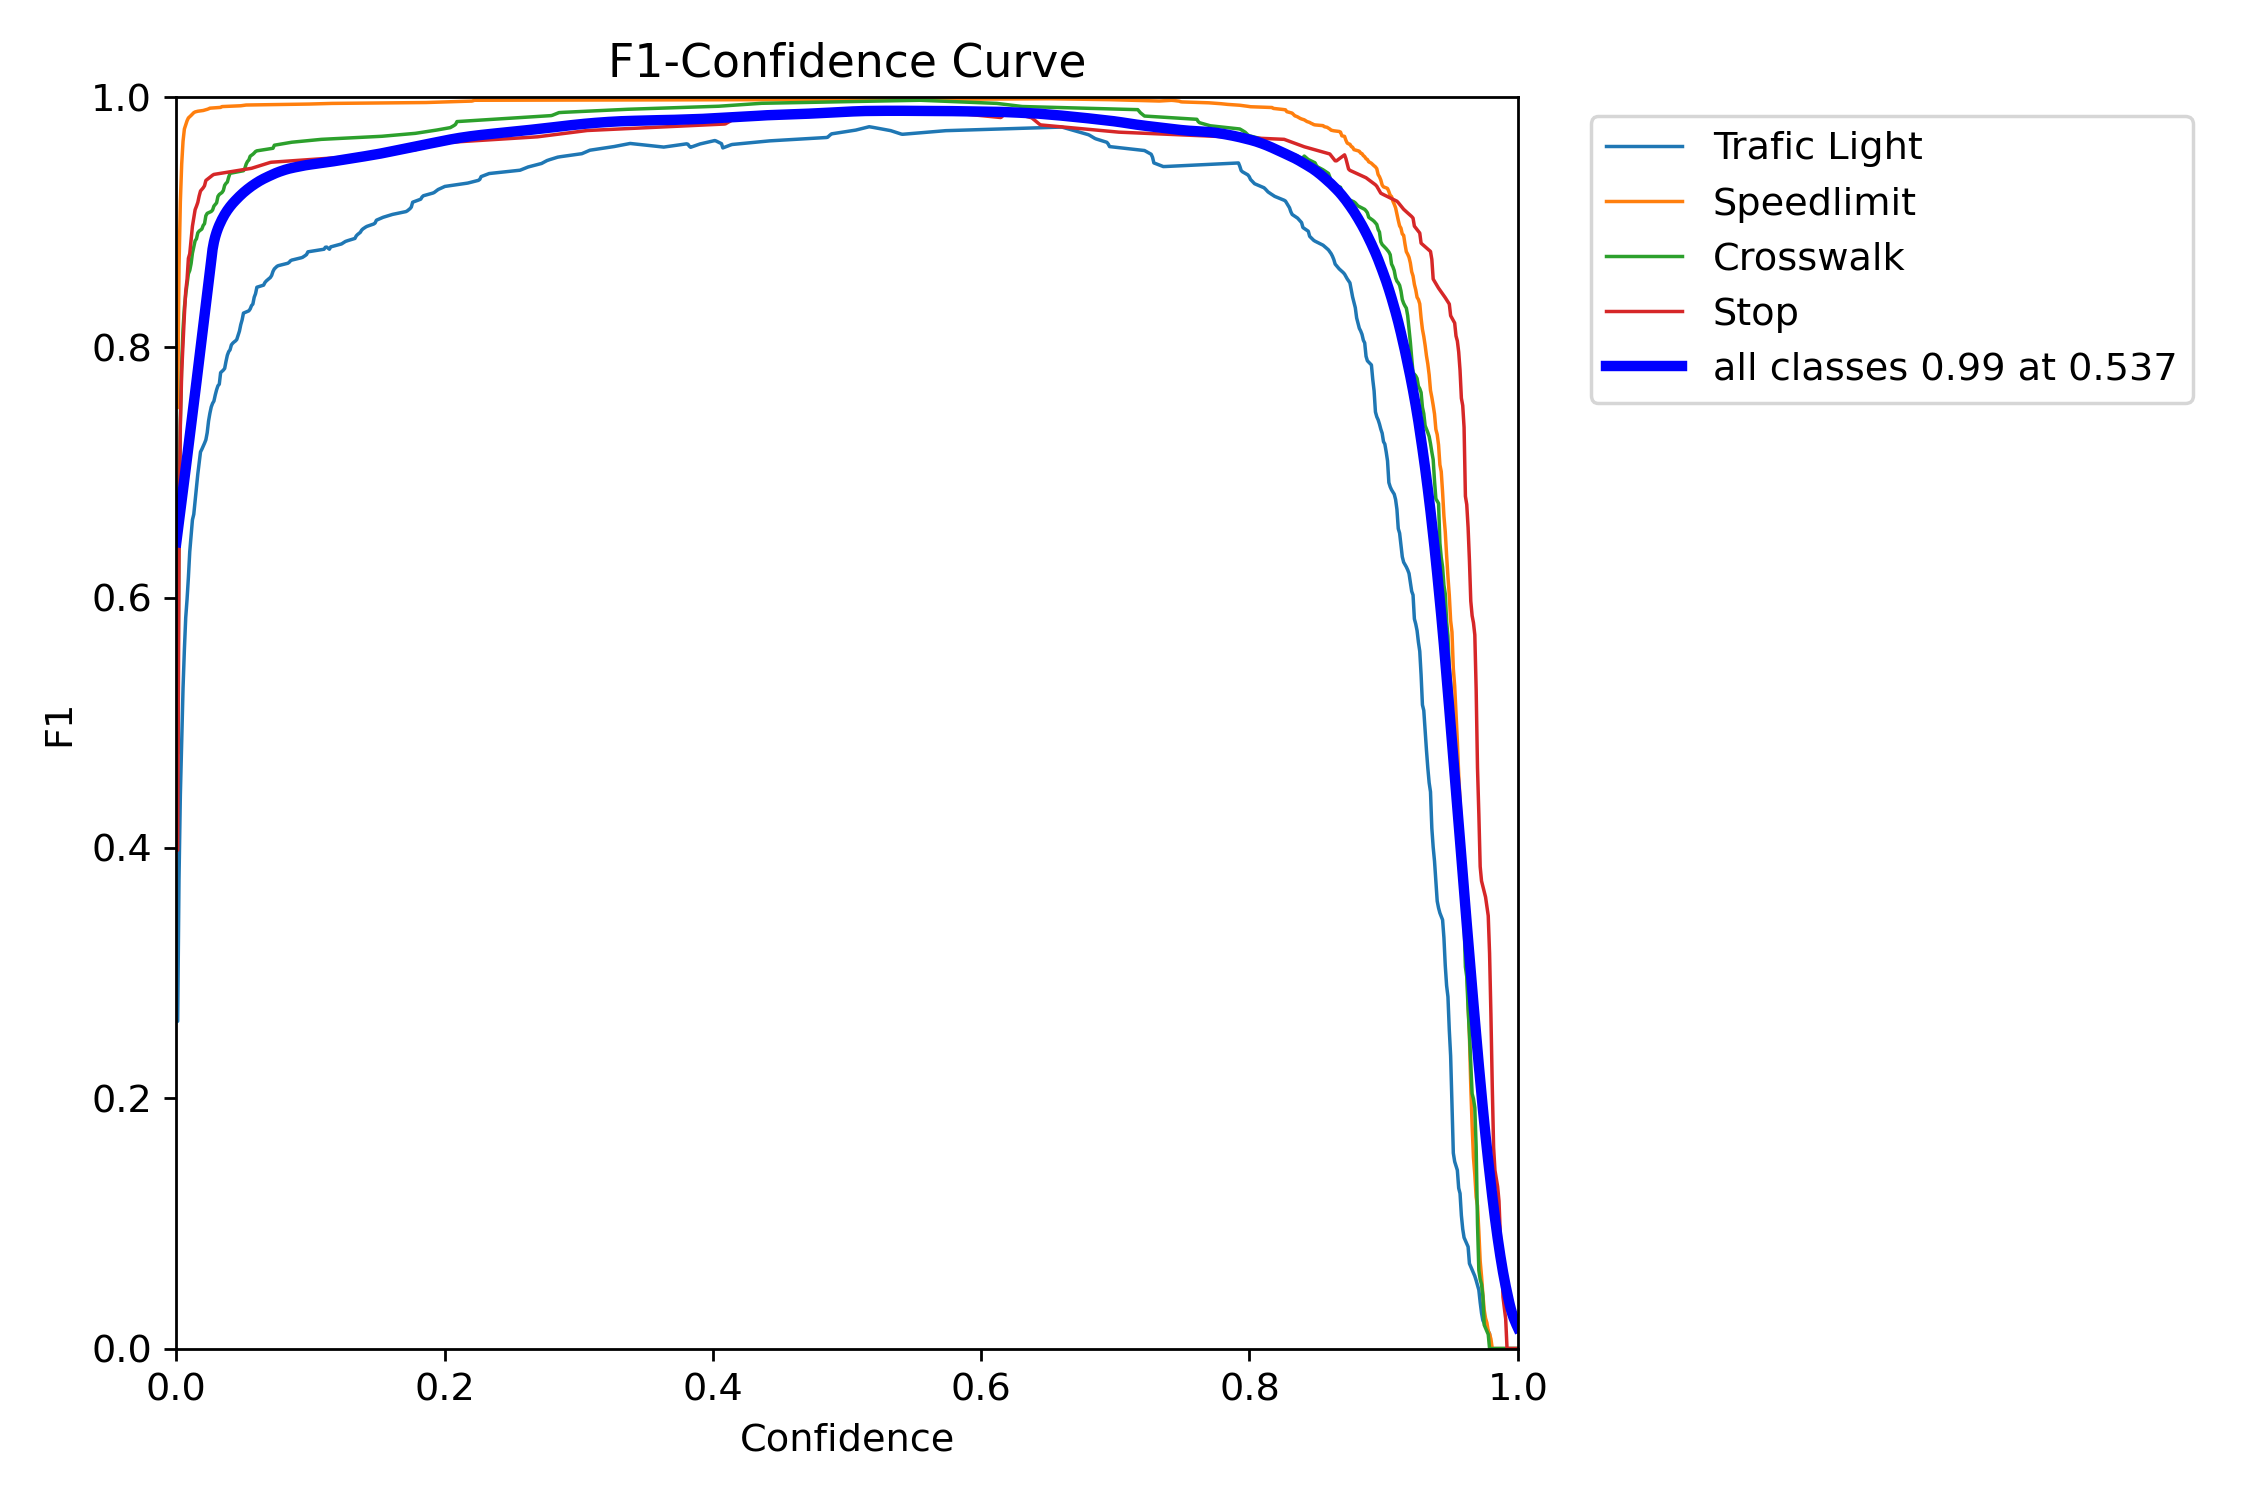 F1-Confidence Curve
1.0
0.8
0.6
0.4
0.2
0.0
F1
0.0 0.2 0.4 0.6 0.8 1.0
Confidence
Trafic Light
Speedlimit
Crosswalk
Stop
all classes 0.99 at 0.537